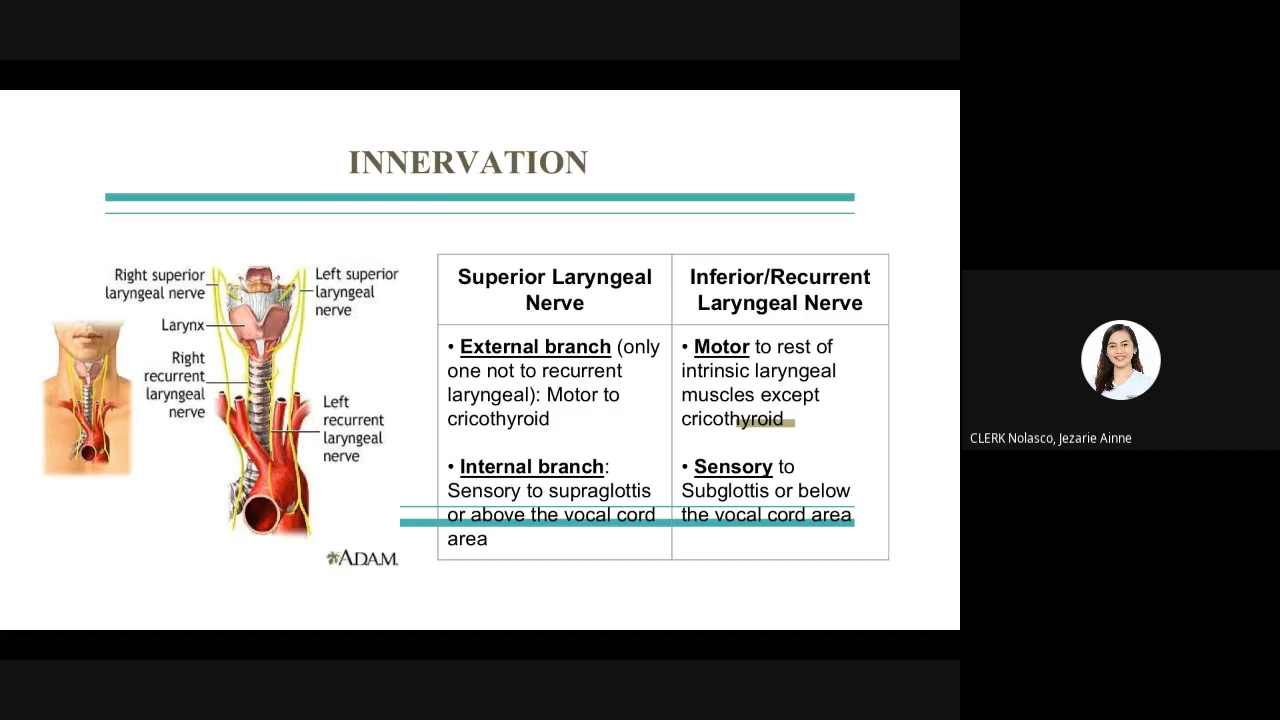 INNERVATION
Right superior
laryngeal nerve
Larynx
Right
recurrent
laryngeal
nerve
Left superior
laryngeal
nerve
Left
recurrent
laryngeal
nerve
ADAM.
Superior Laryngeal
Nerve
• External branch (only
one not to recurrent
laryngeal): Motor to
cricothyroid
• Internal branch:
Sensory to supraglottis
or above the vocal cord
area
Inferior/Recurrent
Laryngeal Nerve
• Motor to rest of
intrinsic laryngeal
muscles except
cricothyroid
• Sensory to
Subglottis or below
the vocal cord area
CLERK Nolasco, Jezarie Ainne